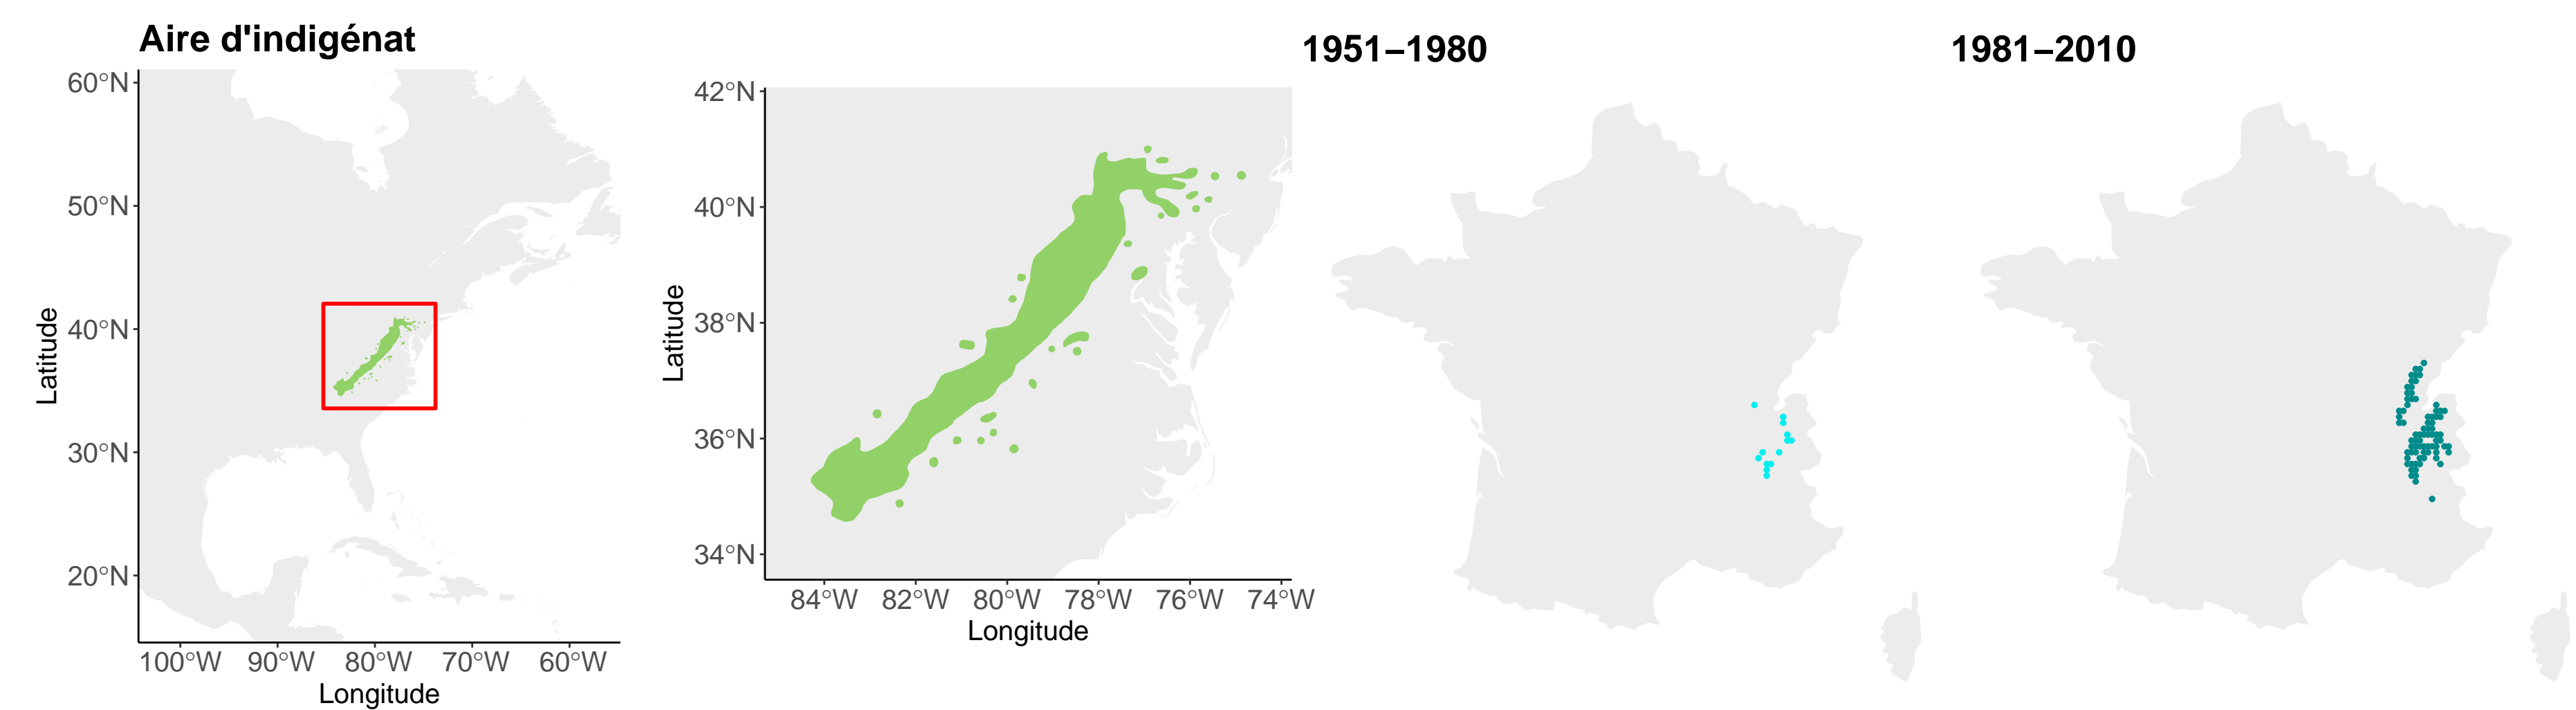 Aire d'indigénat
60°N
50°N
40°N
30°N
20°N
Latitude
100°W 90°W 80°W 70°W 60°W
Longitude
42°N
40°N
38°N
36°N
34°N
Latitude
84°W 82°W 80°W 78°W 76°W 74°W
Longitude
1951–1980
1981–2010